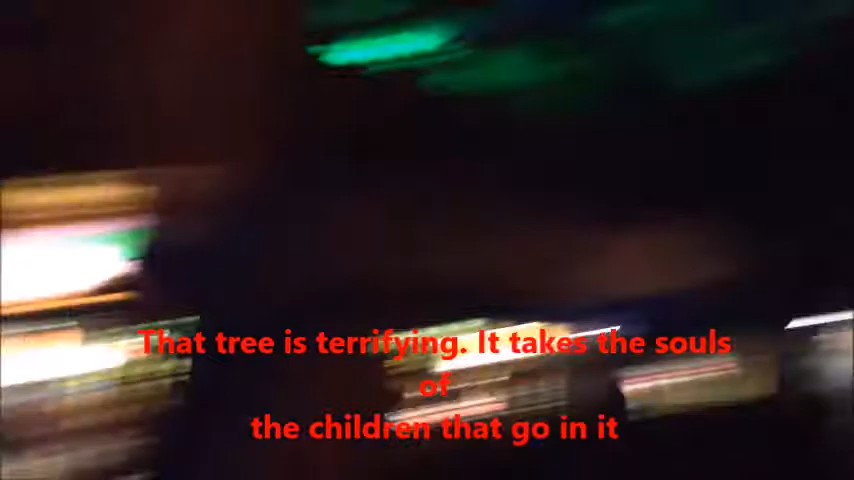 That tree is terrifying. It takes the souls
of
the children that go in it